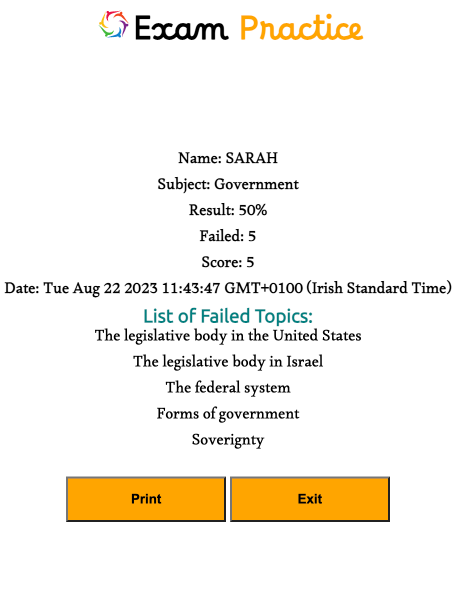 Exam Practice
Name: SARAH
Subject: Government
Result: 50%
Failed: 5
Score: 5
Date: Tue Aug 22 2023 11:43:47 GMT+0100 (Irish Standard Time)
List of Failed Topics:
The legislative body in the United States
The legislative body in Israel
The federal system
Forms of government
Soverignty
Print Exit